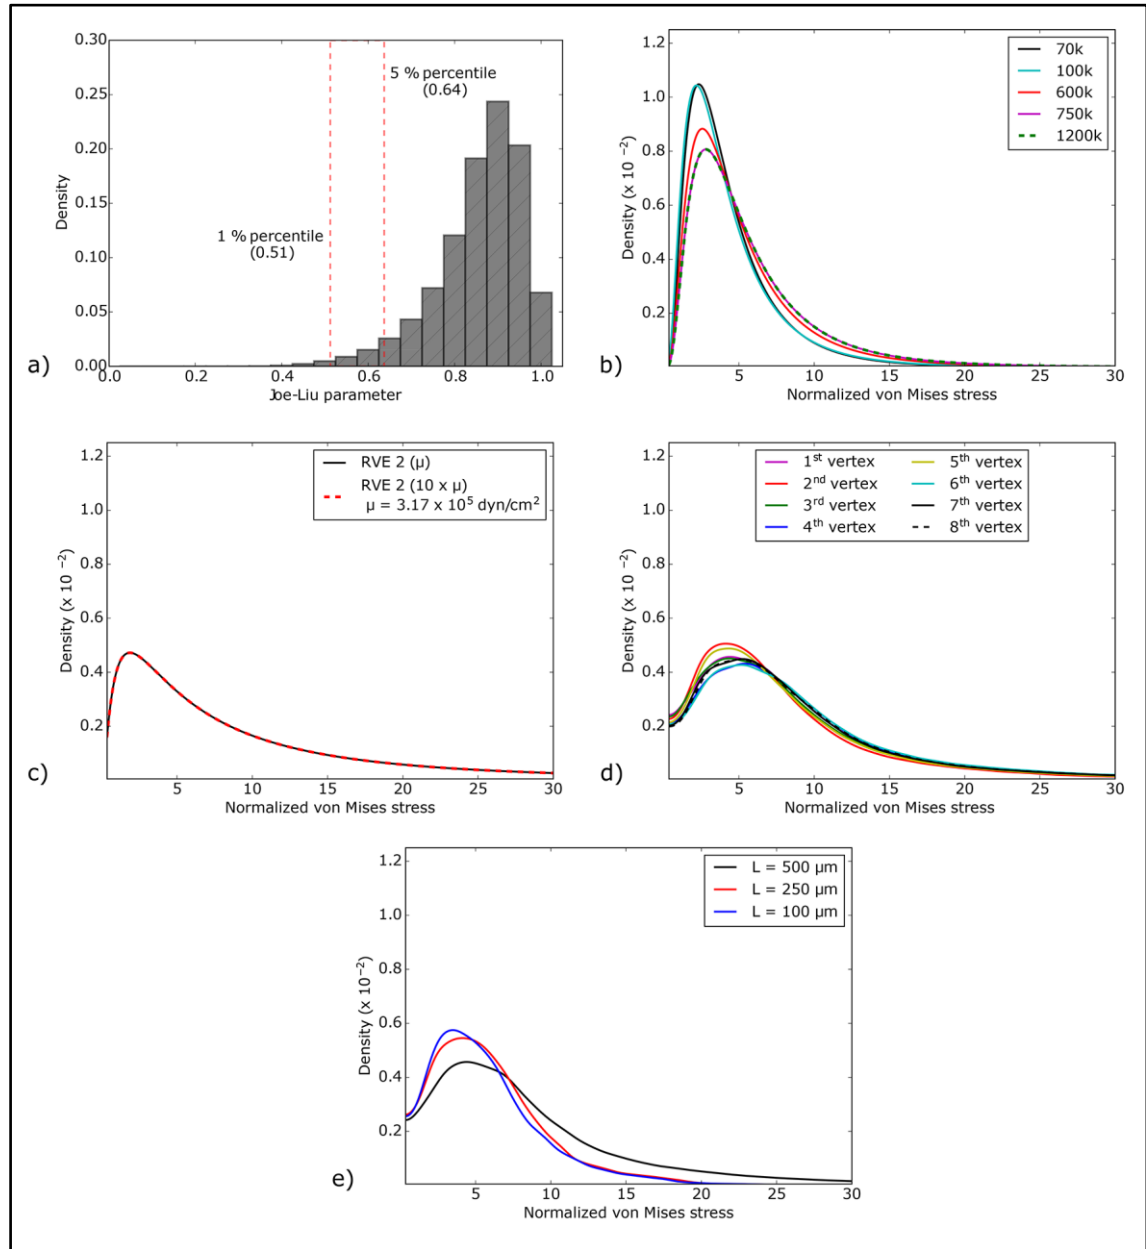 0.30
0.25
0.20
0.15
0.10
0.05
0.00
Density
5 % percentile
(0.64)
1 % percentile
(0.51)
0.0 0.2 0.4 0.6 0.8 1.0
Joe-Liu parameter
a)
1.2
1.0
0.8
0.6
0.4
0.2
Density (x 10⁻²)
70k
100k
600k
750k
1200k
5 10 15 20 25 30
Normalized von Mises stress
b)
1.2
1.0
0.8
0.6
0.4
0.2
Density (x 10⁻²)
RVE 2 (μ)
RVE 2 (10 x μ)
μ = 3.17 x 10⁵ dyn/cm²
5 10 15 20 25 30
Normalized von Mises stress
c)
1.2
1.0
0.8
0.6
0.4
0.2
Density (x 10⁻²)
1ˢᵗ vertex
2ⁿᵈ vertex
3ʳᵈ vertex
4ᵗʰ vertex
5ᵗʰ vertex
6ᵗʰ vertex
7ᵗʰ vertex
8ᵗʰ vertex
5 10 15 20 25 30
Normalized von Mises stress
d)
1.2
1.0
0.8
0.6
0.4
0.2
Density (x 10⁻²)
L = 500 μm
L = 250 μm
L = 100 μm
5 10 15 20 25 30
Normalized von Mises stress
e)